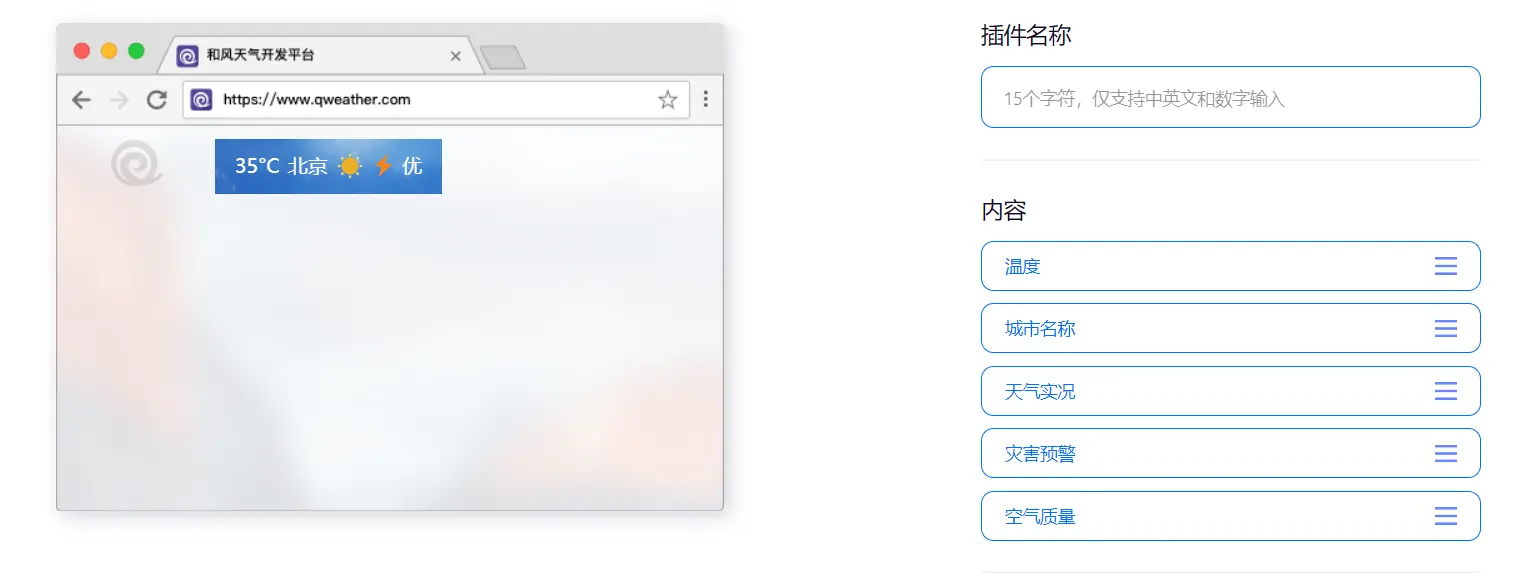 和风天气开发平台
https://www.qweather.com
35°C 北京 优
插件名称
15个字符，仅支持中英文和数字输入
内容
温度
城市名称
天气实况
灾害预警
空气质量